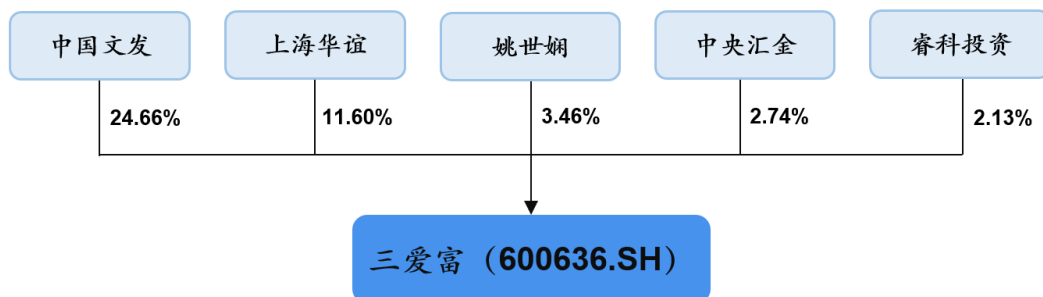 中国文发
上海华谊
姚世娴
中央汇金
睿科投资
24.66%
11.60%
3.46%
2.74%
2.13%
三爱富（600636.SH）